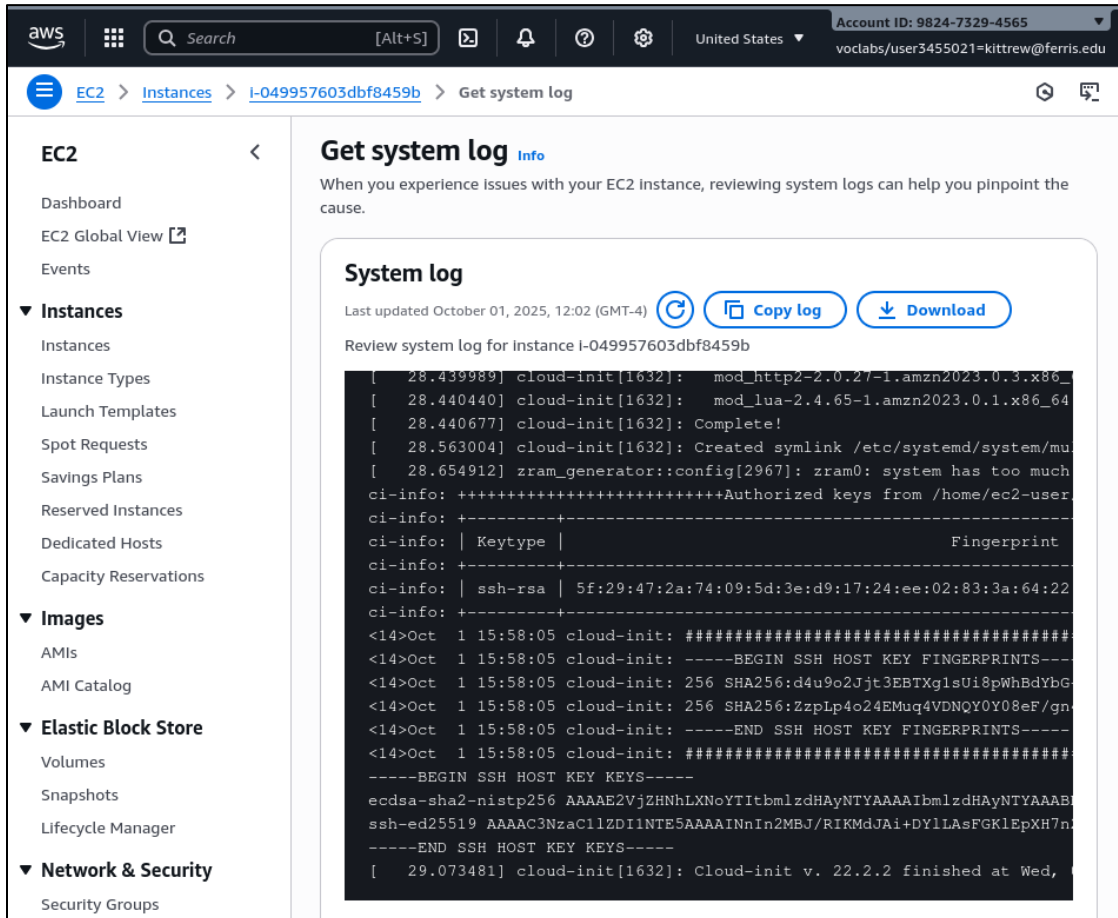 aws
Search [Alt+S]
United States
Account ID: 9824-7329-4565
voclabs/user3455021=kittrew@ferris.edu
EC2 > Instances > i-049957603dbf8459b > Get system log
EC2
Dashboard
EC2 Global View
Events
Instances
Instances
Instance Types
Launch Templates
Spot Requests
Savings Plans
Reserved Instances
Dedicated Hosts
Capacity Reservations
Images
AMIs
AMI Catalog
Elastic Block Store
Volumes
Snapshots
Lifecycle Manager
Network & Security
Security Groups
Get system log Info
When you experience issues with your EC2 instance, reviewing system logs can help you pinpoint the
cause.
System log
Last updated October 01, 2025, 12:02 (GMT-4) Copy log Download
Review system log for instance i-049957603dbf8459b
[   28.439989] cloud-init[1632]:   mod_http2-2.0.27-1.amzn2023.0.3.x86_
[   28.440440] cloud-init[1632]:   mod_lua-2.4.65-1.amzn2023.0.1.x86_64
[   28.440677] cloud-init[1632]: Complete!
[   28.563004] cloud-init[1632]: Created symlink /etc/systemd/system/mu
[   28.654912] zram_generator::config[2967]: zram0: system has too much
ci-info: +++++++++++++++++++++++++++Authorized keys from /home/ec2-user
ci-info: +---------+---------------------------------------------------
ci-info: | Keytype |                                       Fingerprint
ci-info: +---------+---------------------------------------------------
ci-info: | ssh-rsa | 5f:29:47:2a:74:09:5d:3e:d9:17:24:ee:02:83:3a:64:22
ci-info: +---------+---------------------------------------------------
<14>Oct  1 15:58:05 cloud-init: #######################################
<14>Oct  1 15:58:05 cloud-init: -----BEGIN SSH HOST KEY FINGERPRINTS----
<14>Oct  1 15:58:05 cloud-init: 256 SHA256:d4u9o2Jjt3EBTXg1sUi8pWhBdYbG
<14>Oct  1 15:58:05 cloud-init: 256 SHA256:ZzpLp4o24EMuq4VDNQY0Y08eF/gn
<14>Oct  1 15:58:05 cloud-init: -----END SSH HOST KEY FINGERPRINTS-----
<14>Oct  1 15:58:05 cloud-init: #######################################
-----BEGIN SSH HOST KEY KEYS-----
ecdsa-sha2-nistp256 AAAAE2VjZHNhLXNoYTItbmlzdHAyNTYAAAAIbmlzdHAyNTYAAAB
ssh-ed25519 AAAAC3NzaC1lZDI1NTE5AAAAINnIn2MBJ/RIKMdJAi+DYlLAsFGKlEpXH7n
-----END SSH HOST KEY KEYS-----
[   29.073481] cloud-init[1632]: Cloud-init v. 22.2.2 finished at Wed,